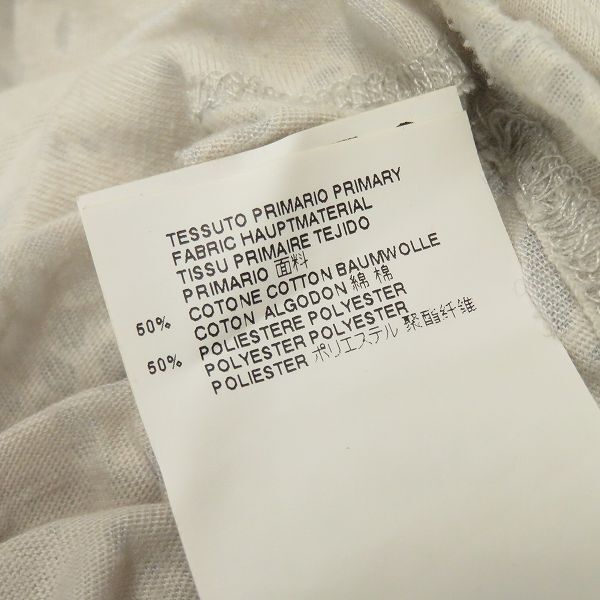 TESSUTO PRIMARIO PRIMARY
FABRIC HAUPTMATERIAL
TISSU PRIMAIRE TEJIDO
PRIMARIO 面料
50% COTONE COTTON BAUMWOLLE
COTON ALGODON 綿 棉
50% POLIESTERE POLYESTER
POLYESTER POLYESTER
POLIESTER ポリエステル 聚酯纤维